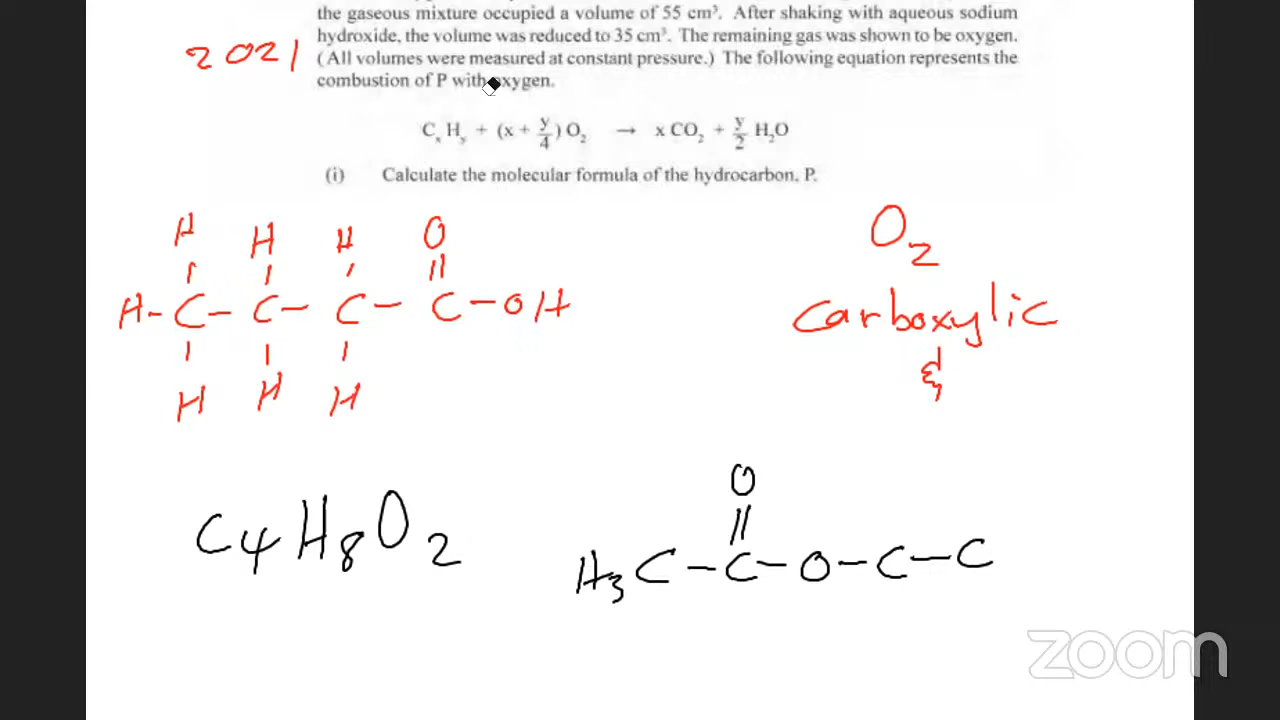 the gaseous mixture occupied a volume of 55 cm³. After shaking with aqueous sodium
hydroxide, the volume was reduced to 35 cm³. The remaining gas was shown to be oxygen.
2021
(All volumes were measured at constant pressure.) The following equation represents the
combustion of P with oxygen.
CₓHᵧ + (x + y/4) O₂ → x CO₂ + y/2 H₂O
(i) Calculate the molecular formula of the hydrocarbon, P.
H H H O
H-C-C-C-C-OH
H H H
O₂
carboxylic
&
C4H8O2
O
H3C-C-O-C-C
zoom